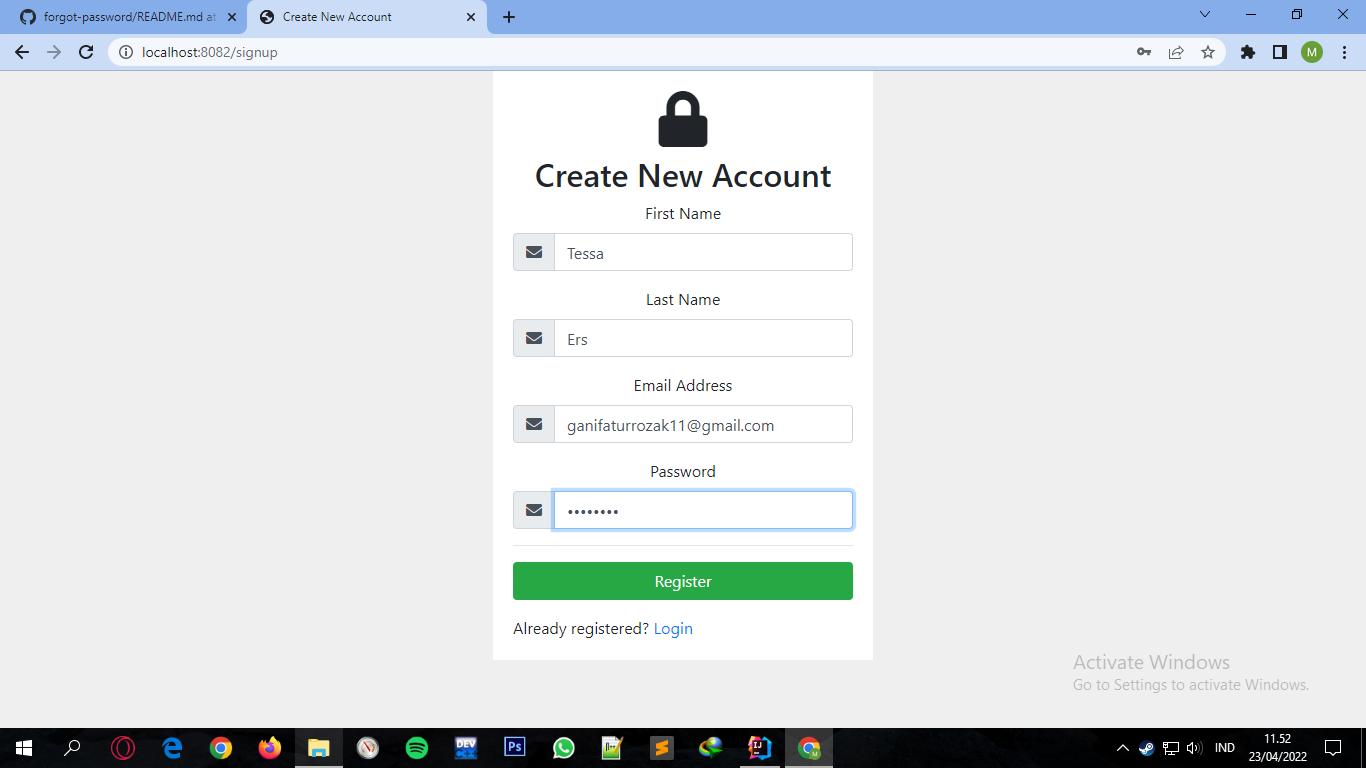 forgot-password/README.md at
Create New Account
localhost:8082/signup
M
Create New Account
First Name
Tessa
Last Name
Ers
Email Address
ganifaturrozak11@gmail.com
Password
••••••••
Register
Already registered? Login
Activate Windows
Go to Settings to activate Windows.
DEV
Ps
IJ
M
IND
11.52
23/04/2022